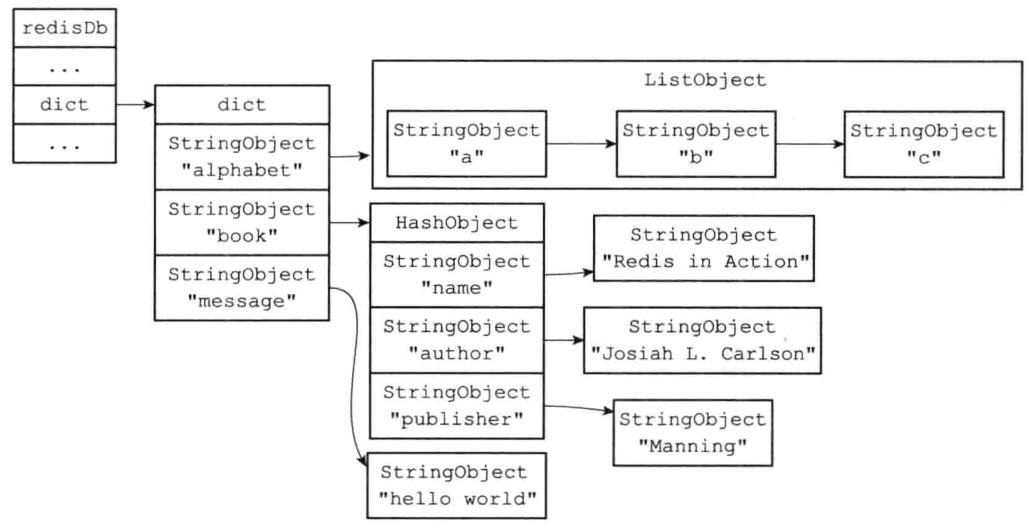 redisDb
...
dict
...
dict
StringObject
"alphabet"
StringObject
"book"
StringObject
"message"
ListObject
StringObject
"a"
StringObject
"b"
StringObject
"c"
HashObject
StringObject
"name"
StringObject
"author"
StringObject
"publisher"
StringObject
"Redis in Action"
StringObject
"Josiah L. Carlson"
StringObject
"Manning"
StringObject
"hello world"